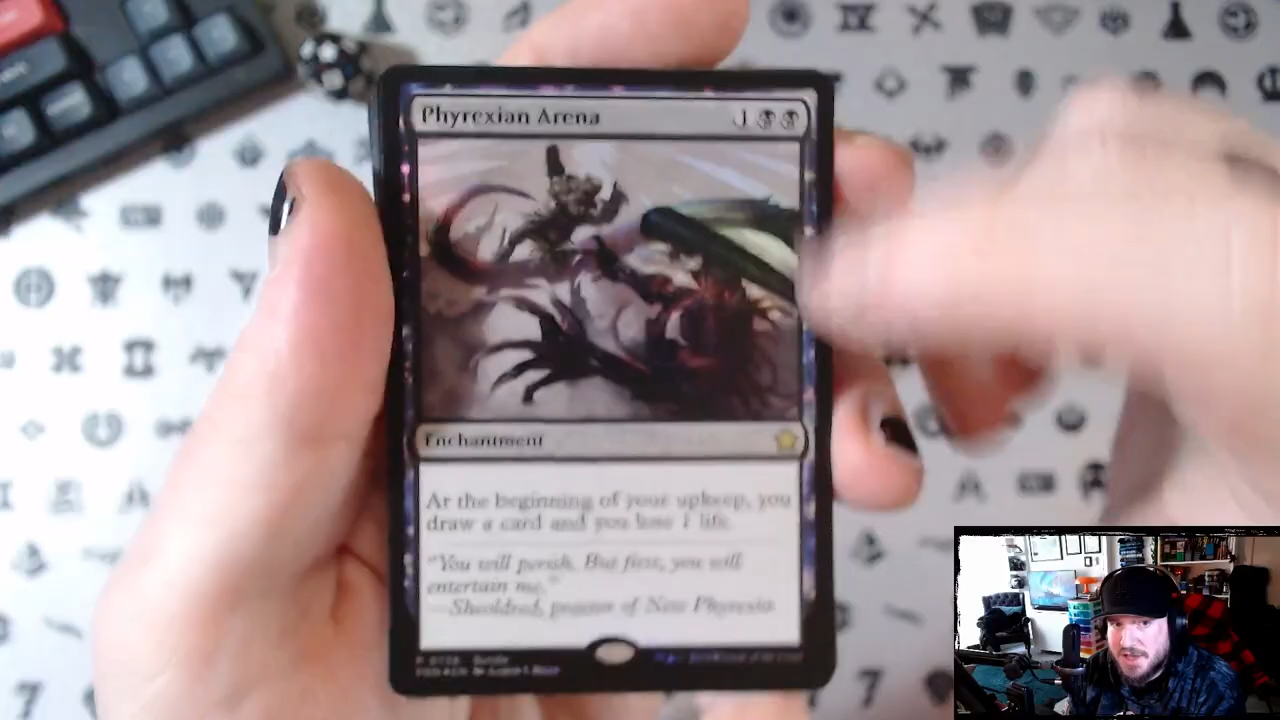 Phyrexian Arena 1
Enchantment
At the beginning of your upkeep, you
draw a card and you lose 1 life.
"You will perish. But first, you will
entertain me."
—Sheoldred, praetor of New Phyrexia